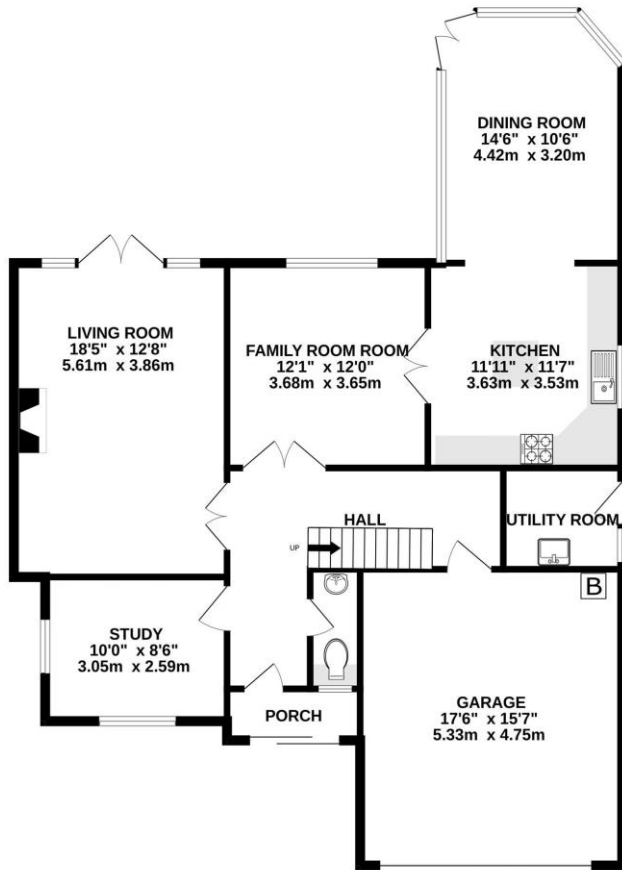 DINING ROOM
14'6" x 10'6"
4.42m x 3.20m
LIVING ROOM
18'5" x 12'8"
5.61m x 3.86m
FAMILY ROOM ROOM
12'1" x 12'0"
3.68m x 3.65m
KITCHEN
11'11" x 11'7"
3.63m x 3.53m
HALL
UTILITY ROOM
UP
B
STUDY
10'0" x 8'6"
3.05m x 2.59m
PORCH
GARAGE
17'6" x 15'7"
5.33m x 4.75m